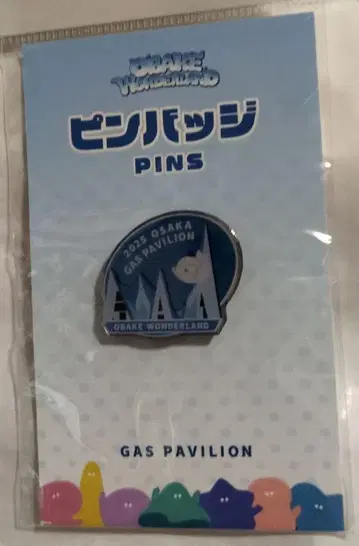 OBAKE
WONDERLAND
ピンバッジ
PINS
2025 OSAKA
GAS PAVILION
OBAKE WONDERLAND
GAS PAVILION